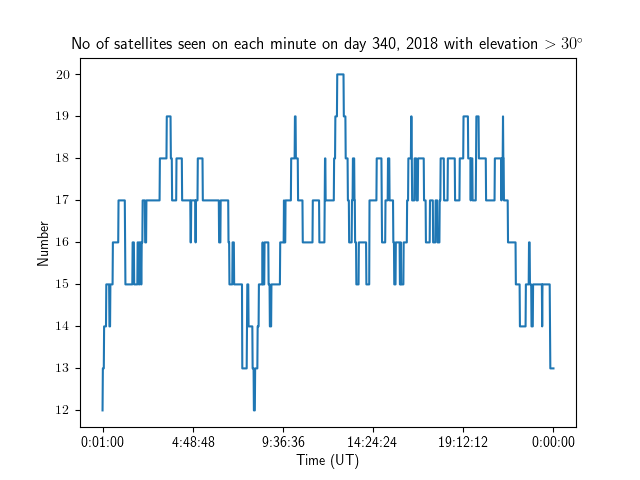 No of satellites seen on each minute on day 340, 2018 with elevation > 30°
20
19
18
17
16
15
14
13
12
Number
0:01:00 4:48:48 9:36:36 14:24:24 19:12:12 0:00:00
Time (UT)